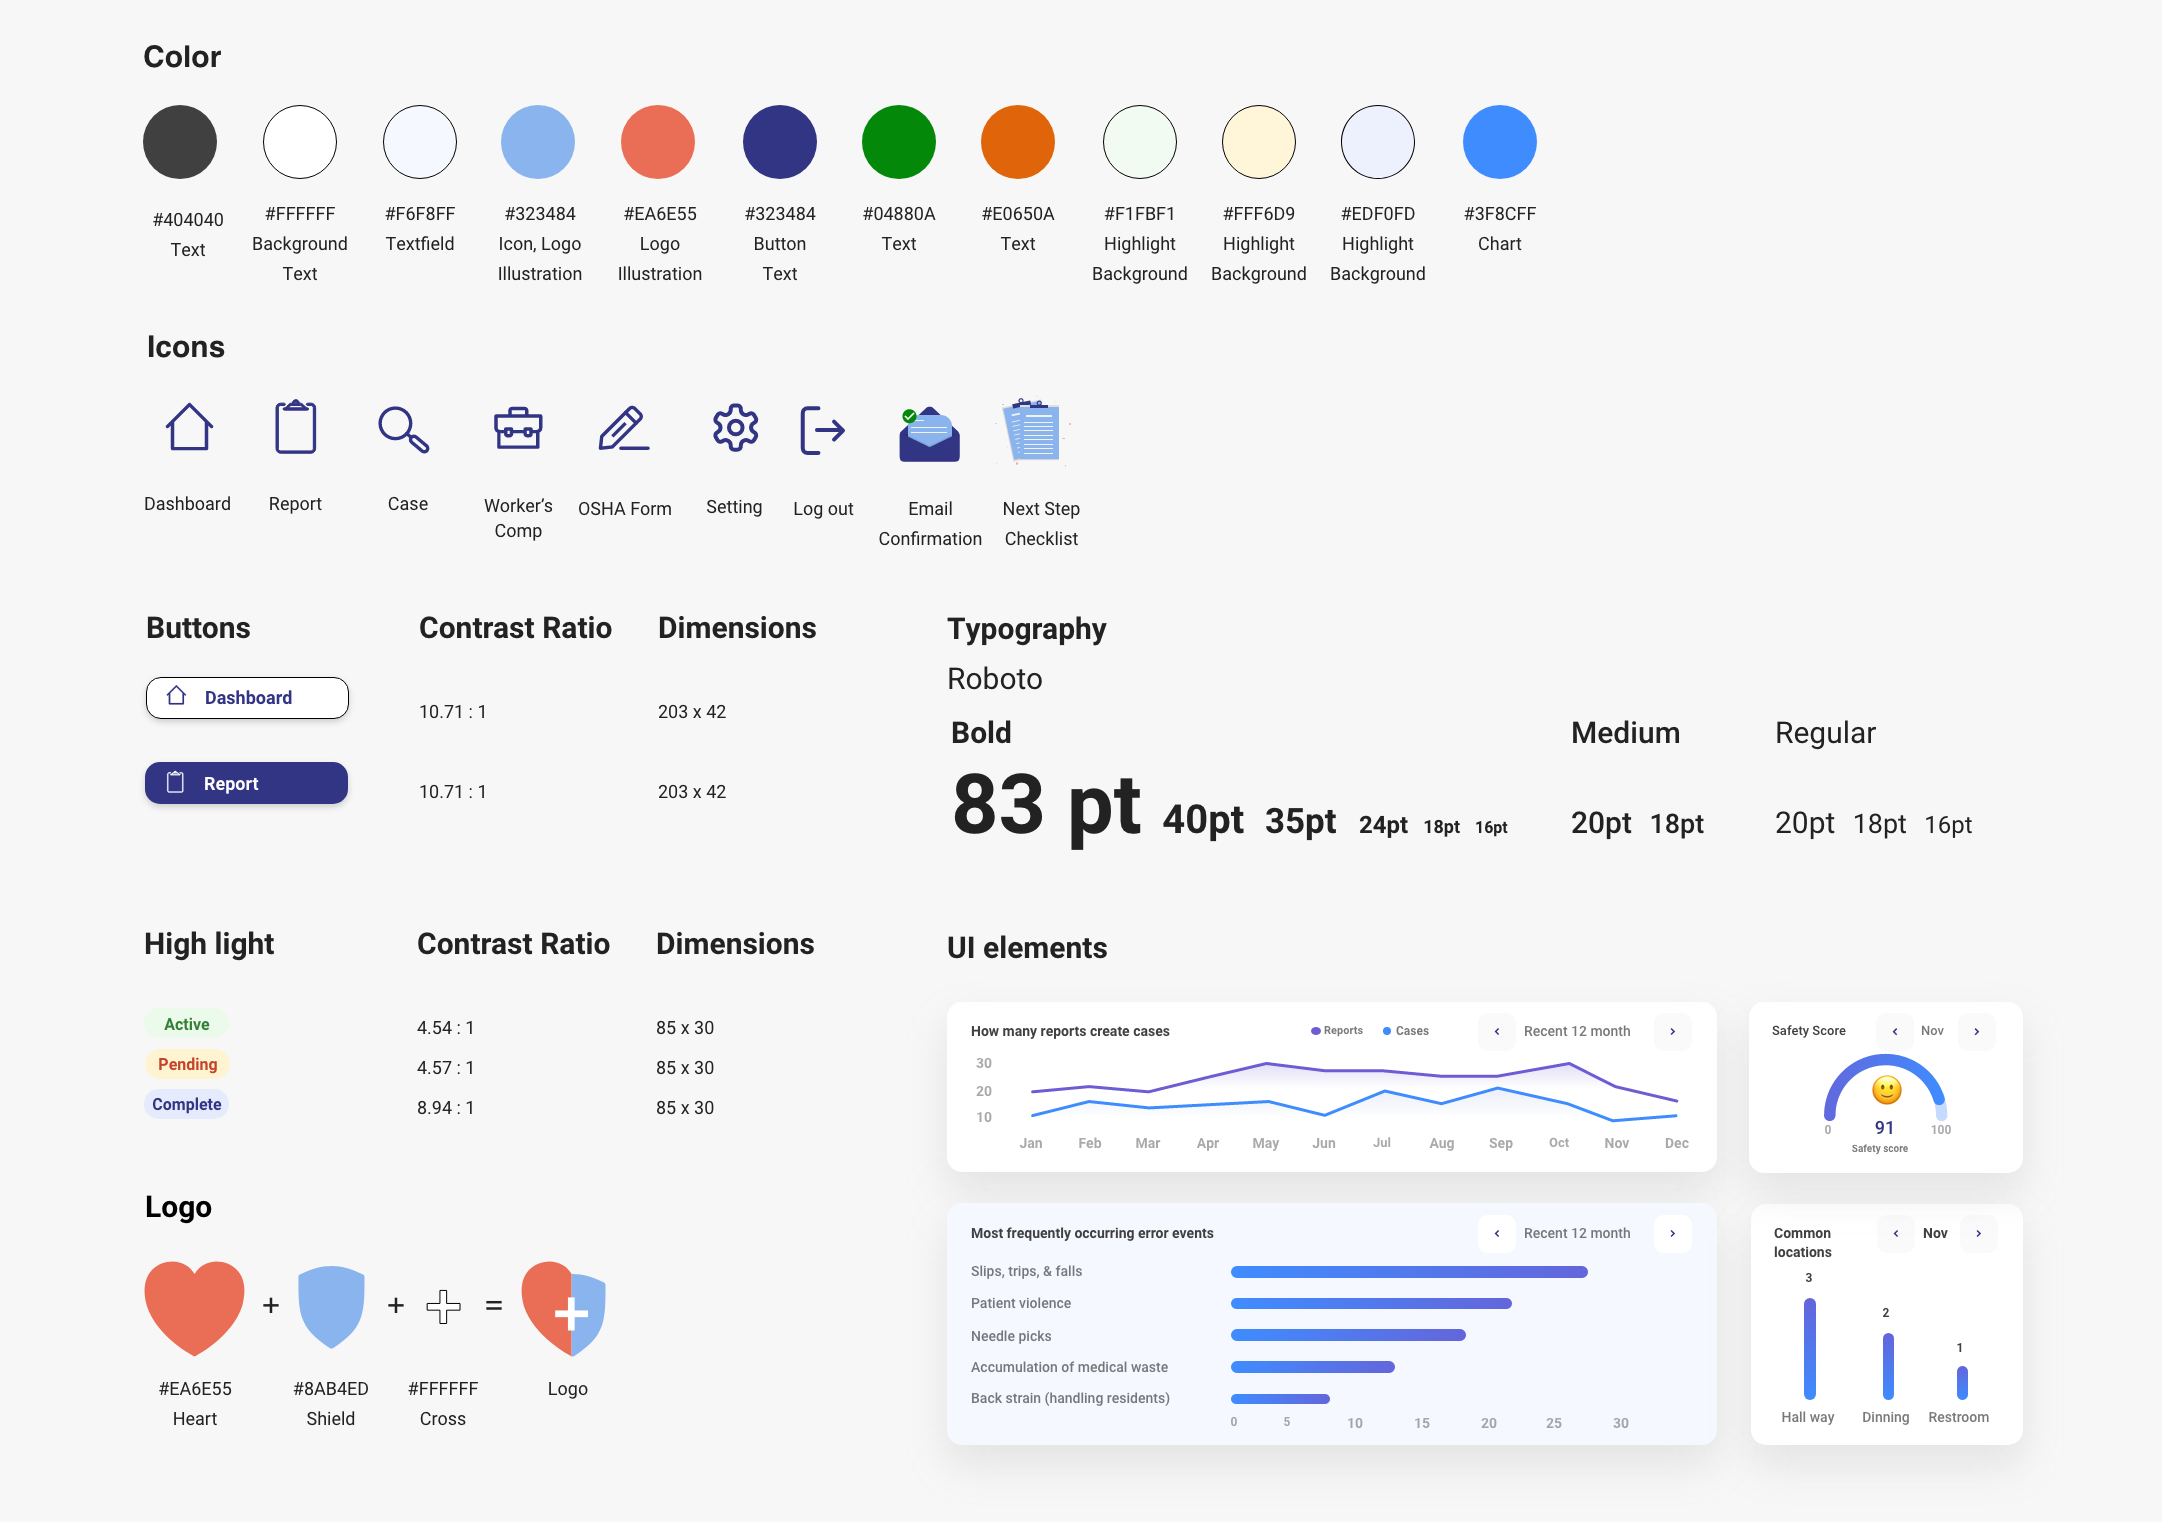 Color
#404040
Text
#FFFFFF
Background
Text
#F6F8FF
Textfield
#323484
Icon, Logo
Illustration
#EA6E55
Logo
Illustration
#323484
Button
Text
#04880A
Text
#E0650A
Text
#F1FBF1
Highlight
Background
#FFF6D9
Highlight
Background
#EDF0FD
Highlight
Background
#3F8CFF
Chart
Icons
Dashboard
Report
Case
Worker’s
Comp
OSHA Form
Setting
Log out
Email
Confirmation
Next Step
Checklist
Buttons
Contrast Ratio
Dimensions
Dashboard
10.71 : 1
203 x 42
Report
10.71 : 1
203 x 42
Typography
Roboto
Bold
83 pt 40pt 35pt 24pt 18pt 16pt
Medium
20pt 18pt
Regular
20pt 18pt 16pt
High light
Contrast Ratio
Dimensions
Active
4.54 : 1
85 x 30
Pending
4.57 : 1
85 x 30
Complete
8.94 : 1
85 x 30
Logo
+ + =
#EA6E55
Heart
#8AB4ED
Shield
#FFFFFF
Cross
Logo
UI elements
How many reports create cases
Reports
Cases
‹ Recent 12 month ›
30
20
10
Jan Feb Mar Apr May Jun Jul Aug Sep Oct Nov Dec
Safety Score
‹ Nov ›
0
91
100
Safety score
Most frequently occurring error events
‹ Recent 12 month ›
Slips, trips, & falls
Patient violence
Needle picks
Accumulation of medical waste
Back strain (handling residents)
0 5 10 15 20 25 30
Common
locations
‹ Nov ›
3
2
1
Hall way
Dinning
Restroom